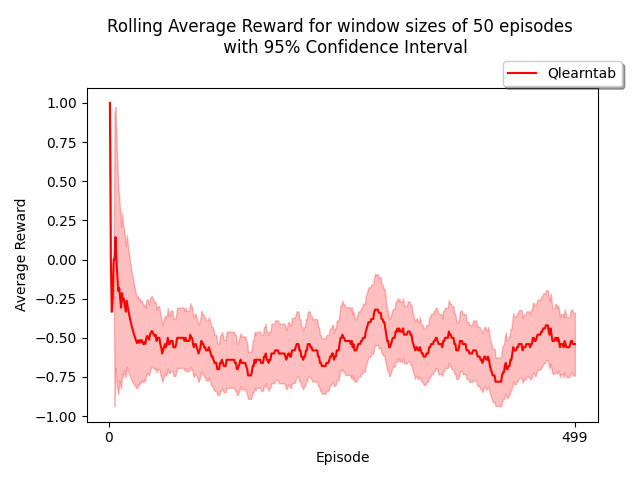 Rolling Average Reward for window sizes of 50 episodes
with 95% Confidence Interval
Qlearntab
1.00
0.75
0.50
0.25
0.00
−0.25
−0.50
−0.75
−1.00
Average Reward
0
499
Episode